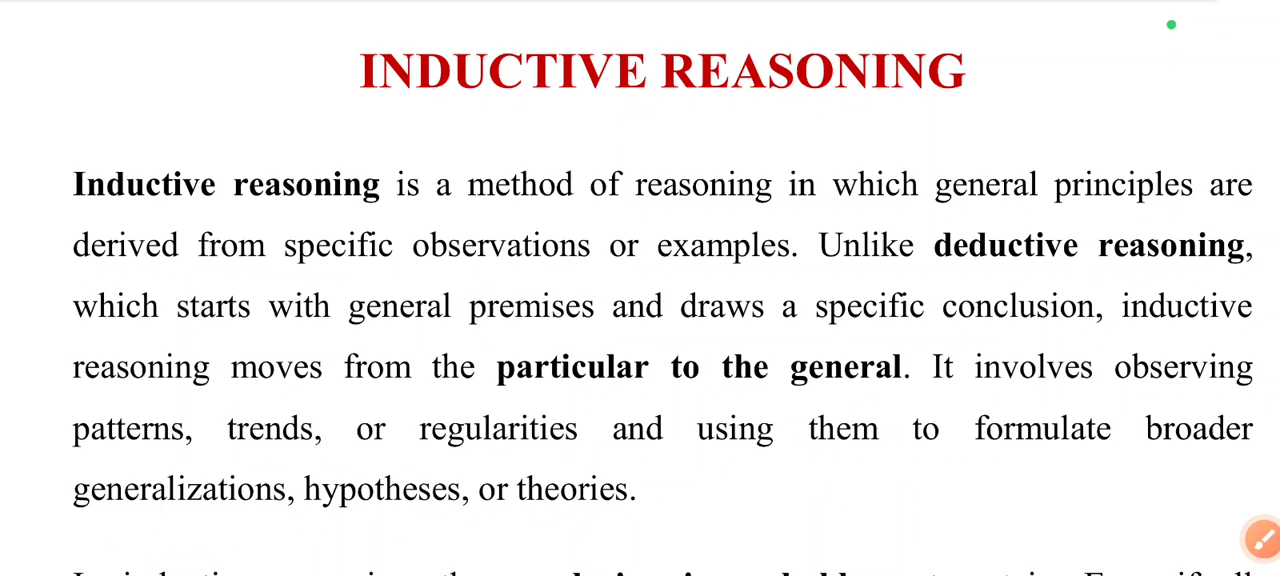 INDUCTIVE REASONING
Inductive reasoning is a method of reasoning in which general principles are
derived from specific observations or examples. Unlike deductive reasoning,
which starts with general premises and draws a specific conclusion, inductive
reasoning moves from the particular to the general. It involves observing
patterns, trends, or regularities and using them to formulate broader
generalizations, hypotheses, or theories.